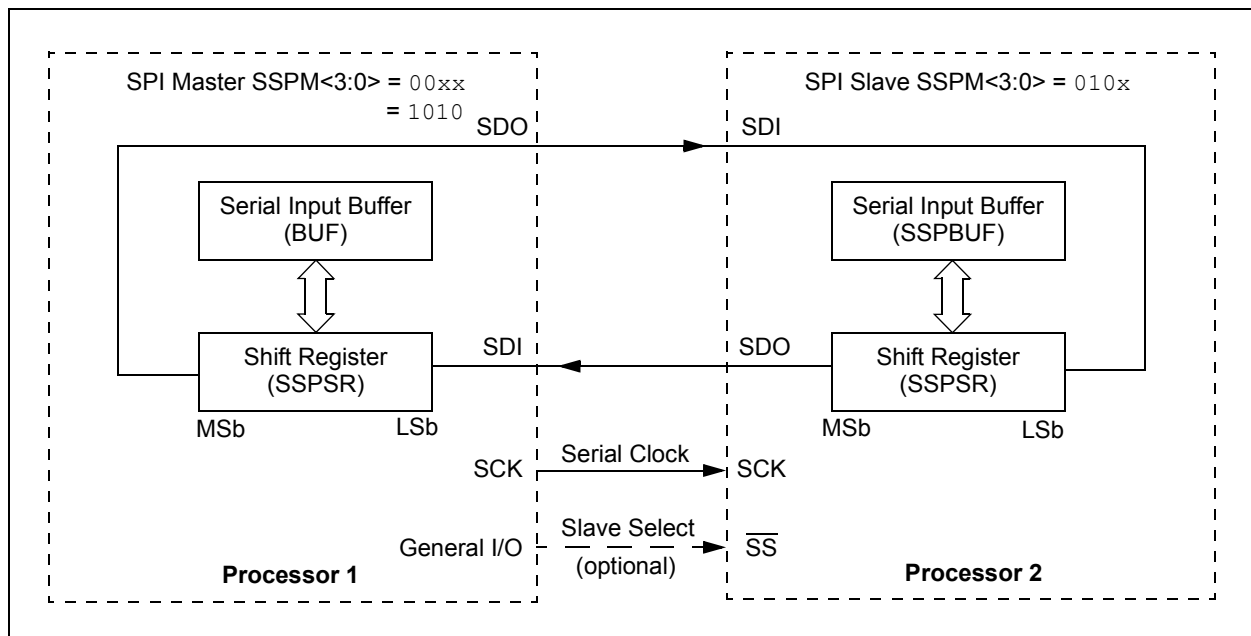 SPI Master SSPM<3:0> = 00xx
= 1010
SDO
Serial Input Buffer
(BUF)
Shift Register
(SSPSR)
MSb
LSb
SDI
SCK
General I/O
Processor 1
Serial Clock
Slave Select
(optional)
SPI Slave SSPM<3:0> = 010x
SDI
Serial Input Buffer
(SSPBUF)
SDO
Shift Register
(SSPSR)
MSb
LSb
SCK
S̅S̅
Processor 2